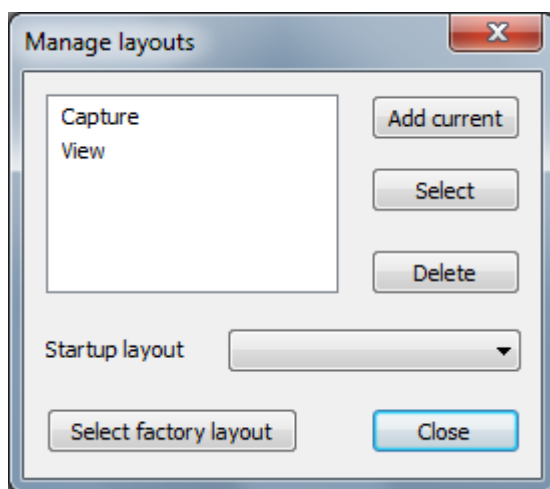 Manage layouts
Capture
View
Add current
Select
Delete
Startup layout
Select factory layout
Close